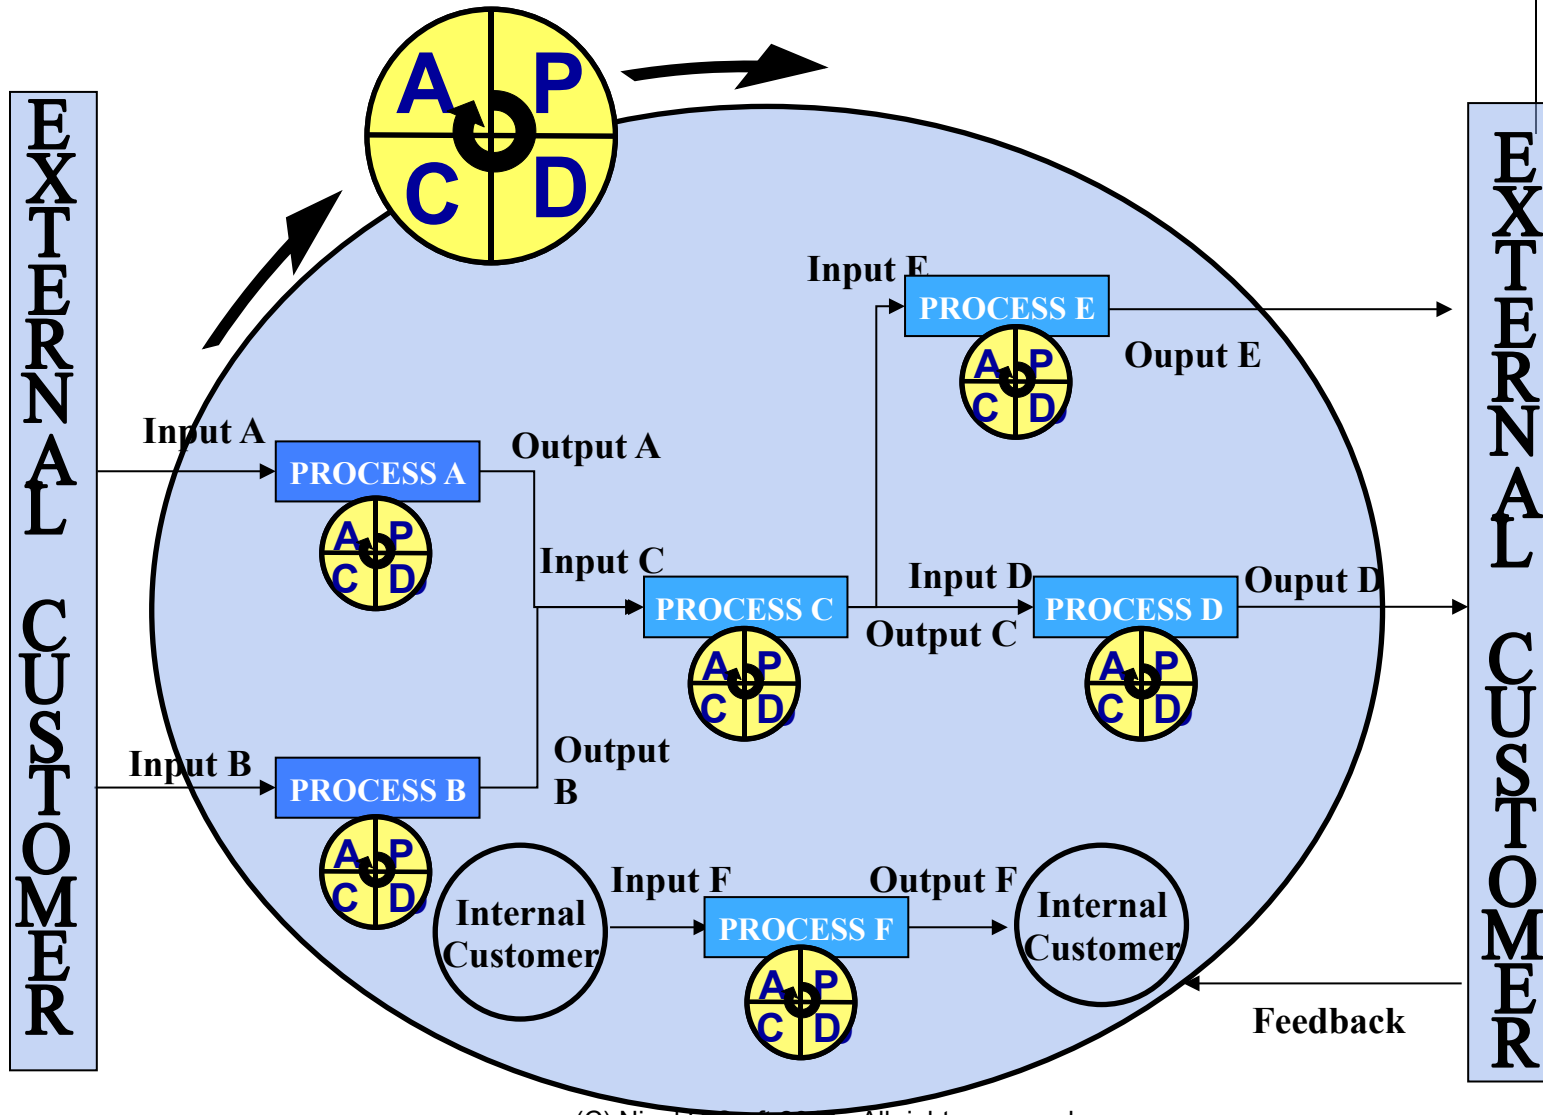 A P
C D
EXTERNAL CUSTOMER
EXTERNAL CUSTOMER
Input E
PROCESS E
Ouput E
A P
C D
Input A
PROCESS A
Output A
A P
C D
Input C
PROCESS C
Output C
A P
C D
Input D
PROCESS D
Ouput D
A P
C D
Input B
PROCESS B
Output
B
A P
C D
Internal
Customer
Input F
PROCESS F
Output F
A P
C D
Internal
Customer
Feedback
(C)